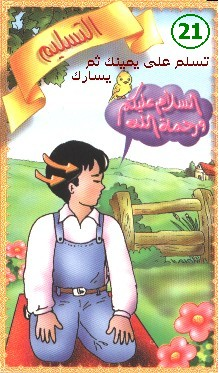 21
التسليم
تسلم على يمينك ثم
يسارك
السلام عليكم
ورحمة الله